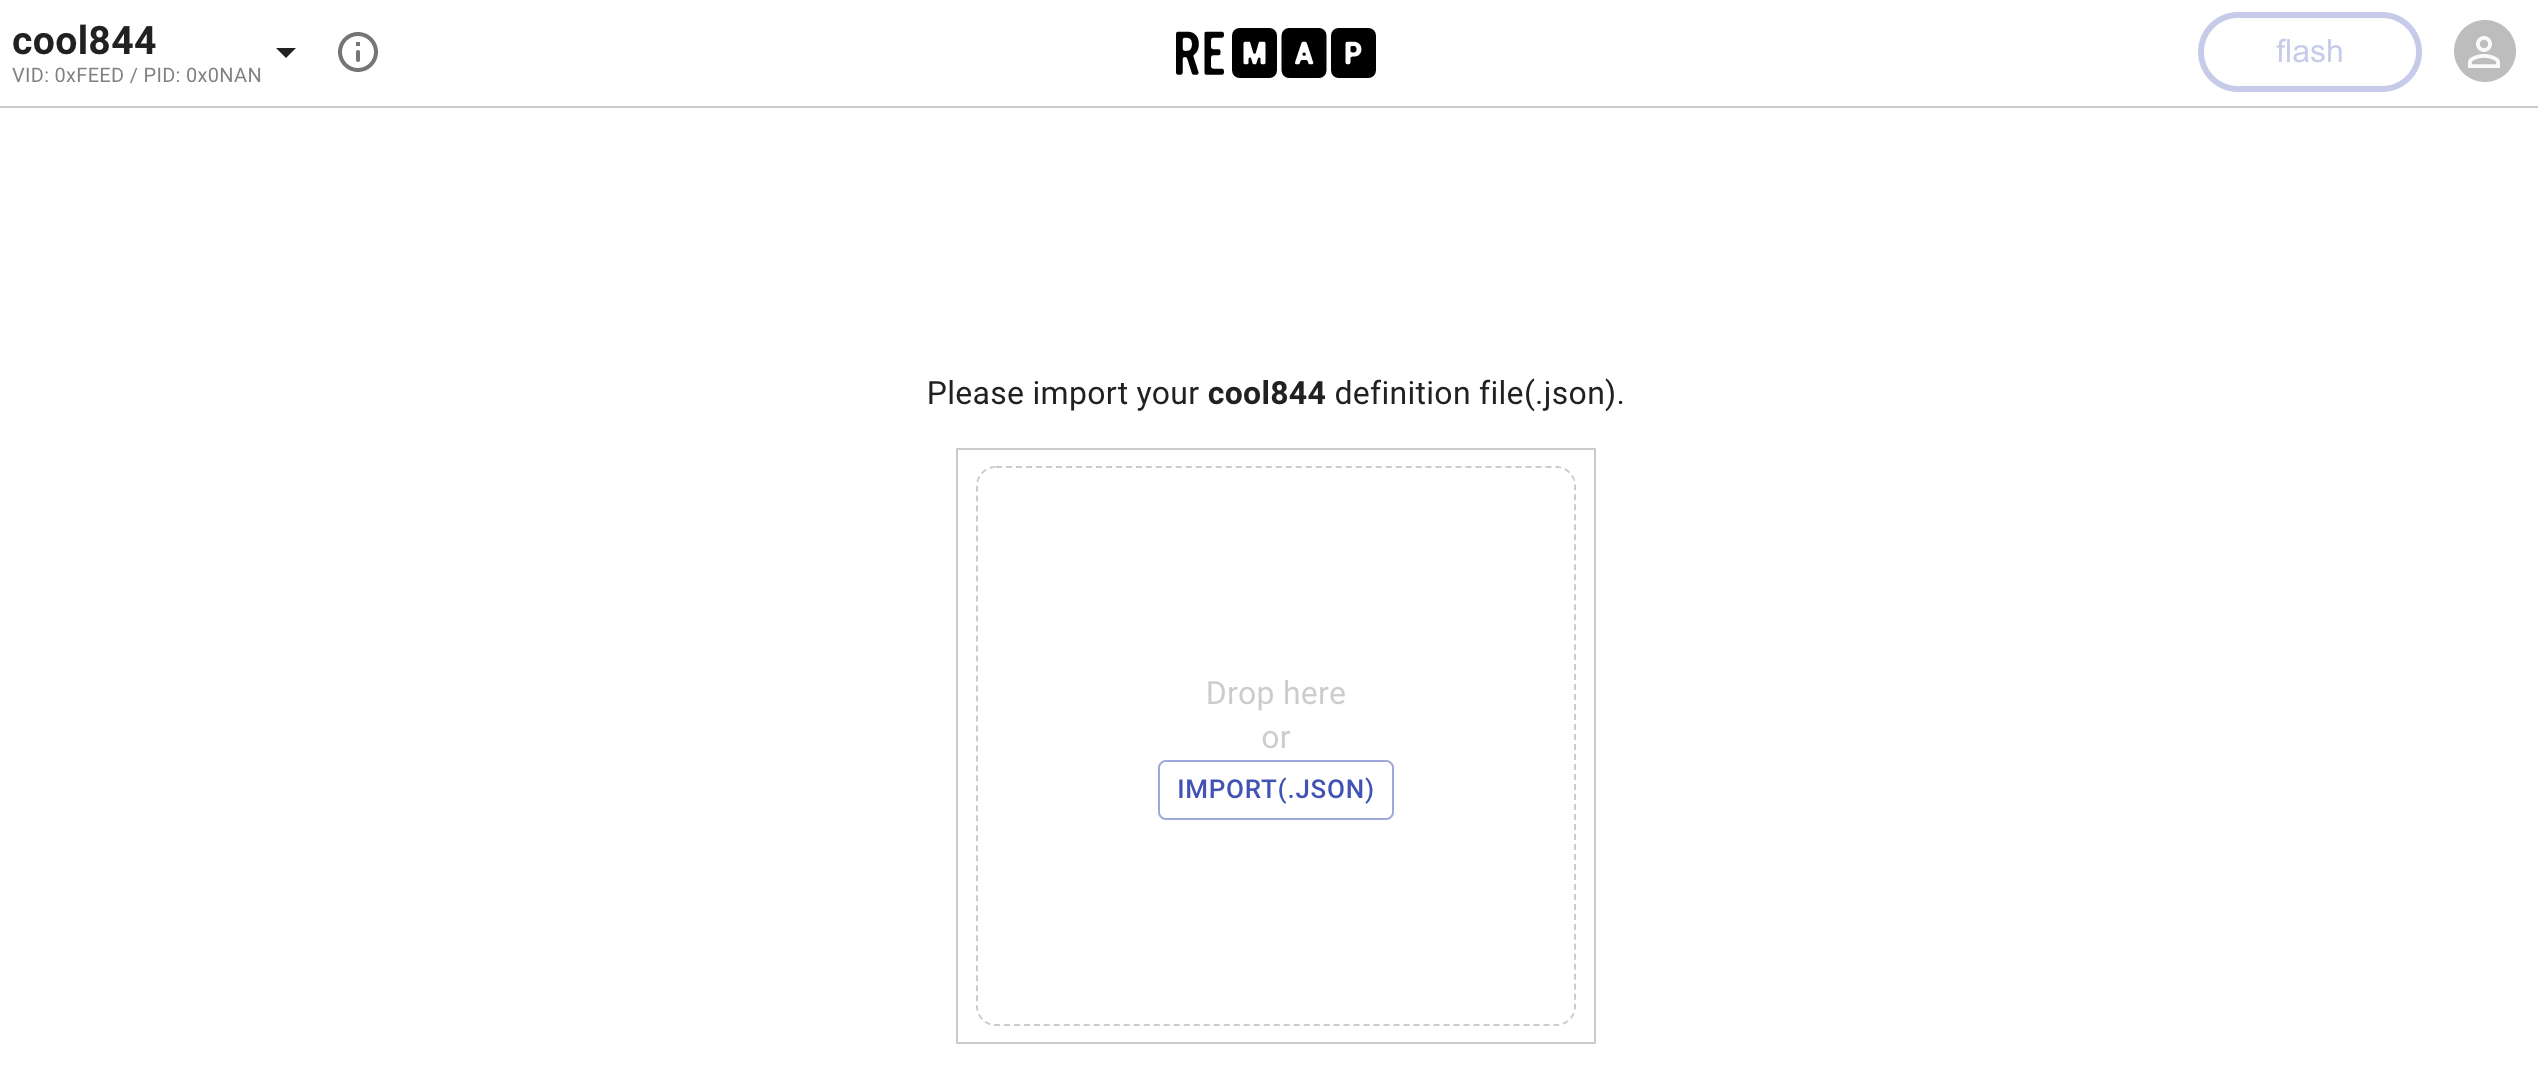 cool844
VID: 0xFEED / PID: 0x0NAN
REMAP
flash
Please import your cool844 definition file(.json).
Drop here
or
IMPORT(.JSON)